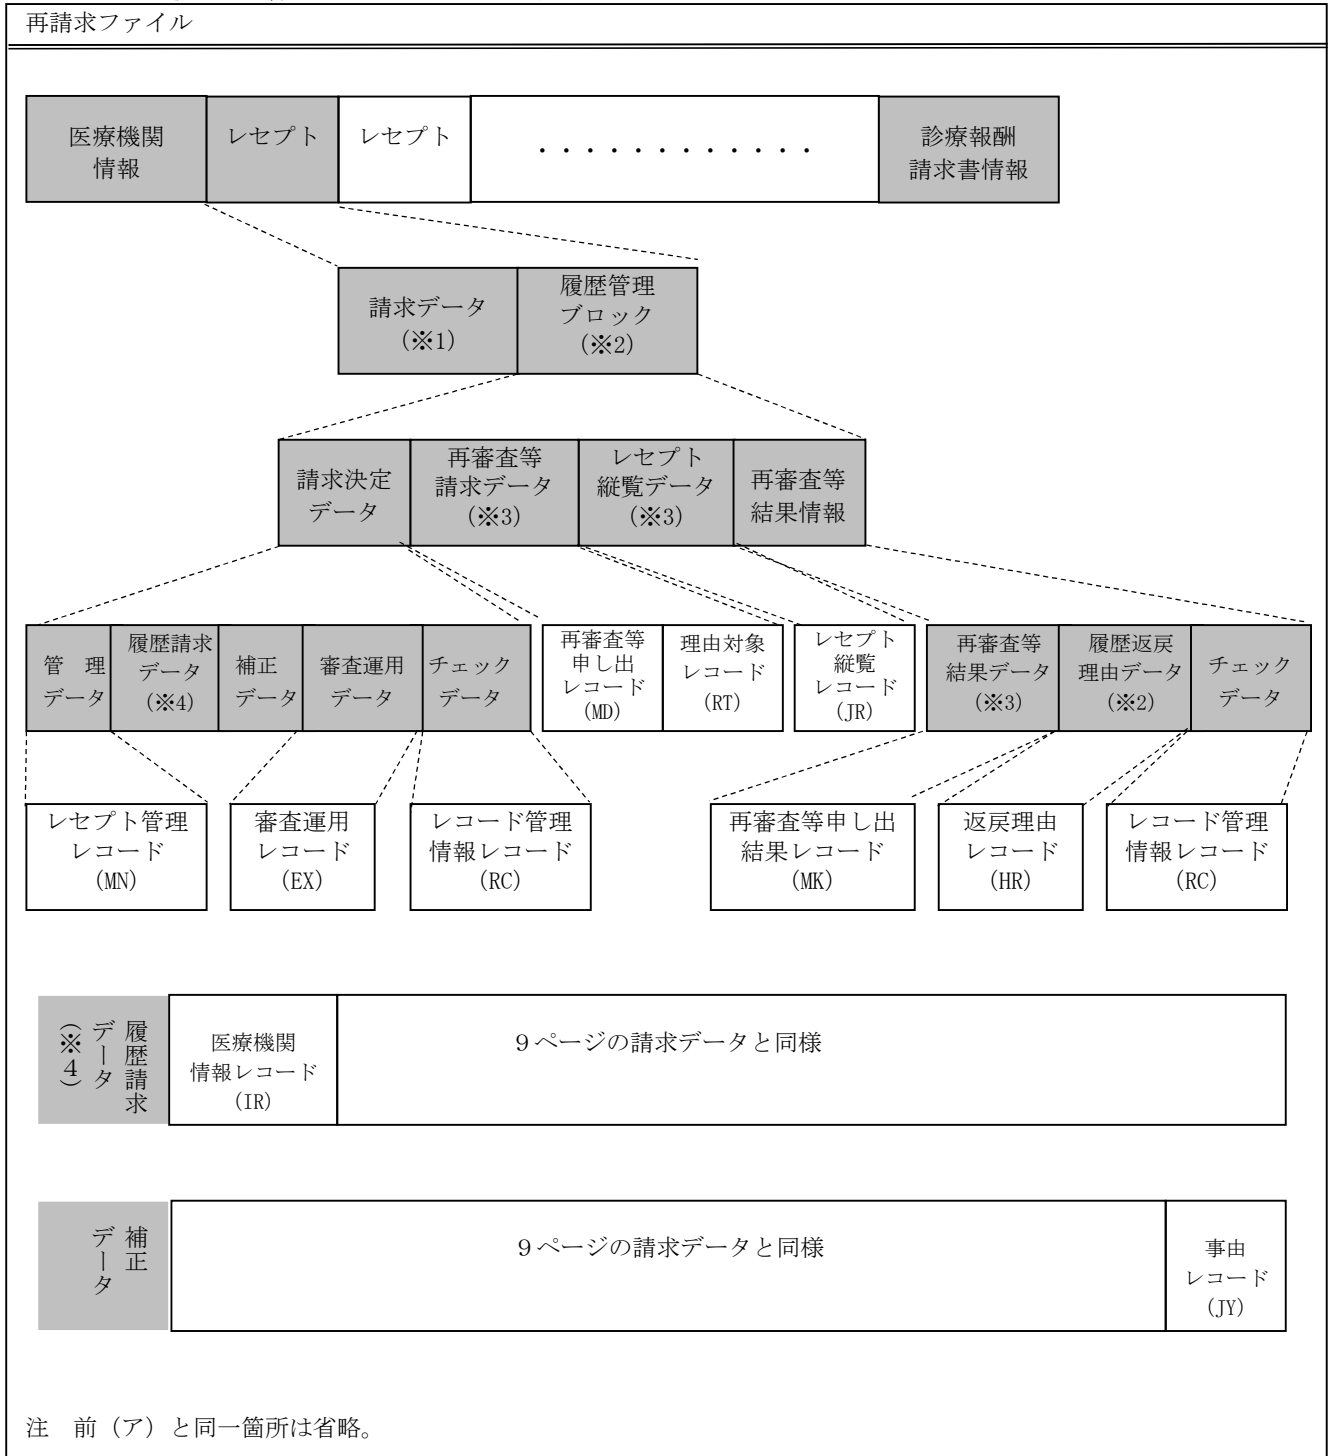 再請求ファイル
医療機関
情報
レセプト
レセプト
・・・・・・・・・・・・
診療報酬
請求書情報
請求データ
(※1)
履歴管理
ブロック
(※2)
請求決定
データ
再審査等
請求データ
(※3)
レセプト
縦覧データ
(※3)
再審査等
結果情報
管 理
データ
履歴請求
データ
(※4)
補正
データ
審査運用
データ
チェック
データ
再審査等
申し出
レコード
(MD)
理由対象
レコード
(RT)
レセプト
縦覧
レコード
(JR)
再審査等
結果データ
(※3)
履歴返戻
理由データ
(※2)
チェック
データ
レセプト管理
レコード
(MN)
審査運用
レコード
(EX)
レコード管理
情報レコード
(RC)
再審査等申し出
結果レコード
(MK)
返戻理由
レコード
(HR)
レコード管理
情報レコード
(RC)
履歴請求
データ
(※4)
医療機関
情報レコード
(IR)
9ページの請求データと同様
補正
データ
9ページの請求データと同様
事由
レコード
(JY)
注 前（ア）と同一箇所は省略。